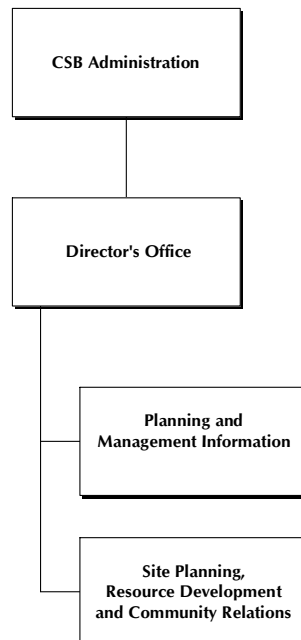 CSB Administration
Director's Office
Planning and
Management Information
Site Planning,
Resource Development
and Community Relations